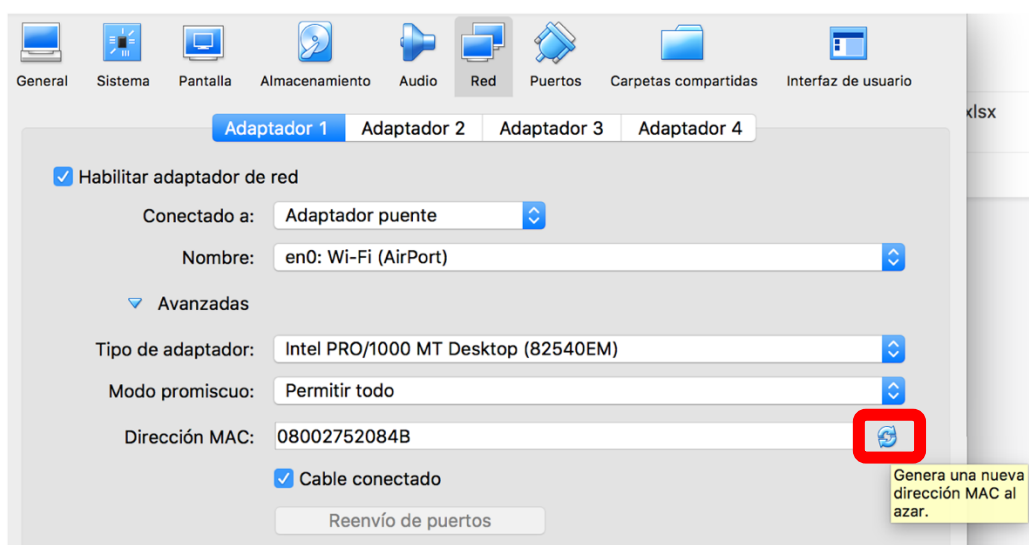 General Sistema Pantalla Almacenamiento Audio Red Puertos Carpetas compartidas Interfaz de usuario
xlsx
Adaptador 1 Adaptador 2 Adaptador 3 Adaptador 4
Habilitar adaptador de red
Conectado a: Adaptador puente
Nombre: en0: Wi-Fi (AirPort)
Avanzadas
Tipo de adaptador: Intel PRO/1000 MT Desktop (82540EM)
Modo promiscuo: Permitir todo
Dirección MAC: 08002752084B
Cable conectado
Genera una nueva
dirección MAC al
azar.
Reenvío de puertos